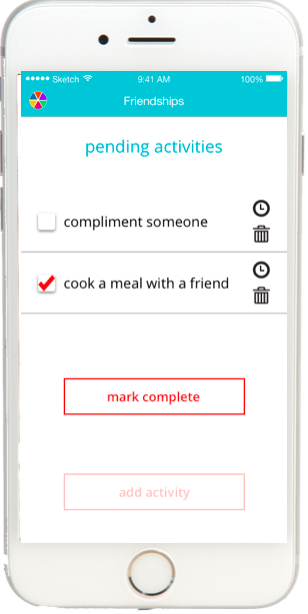 Sketch 9:41 AM 100%
Friendships
pending activities
compliment someone
cook a meal with a friend
mark complete
add activity